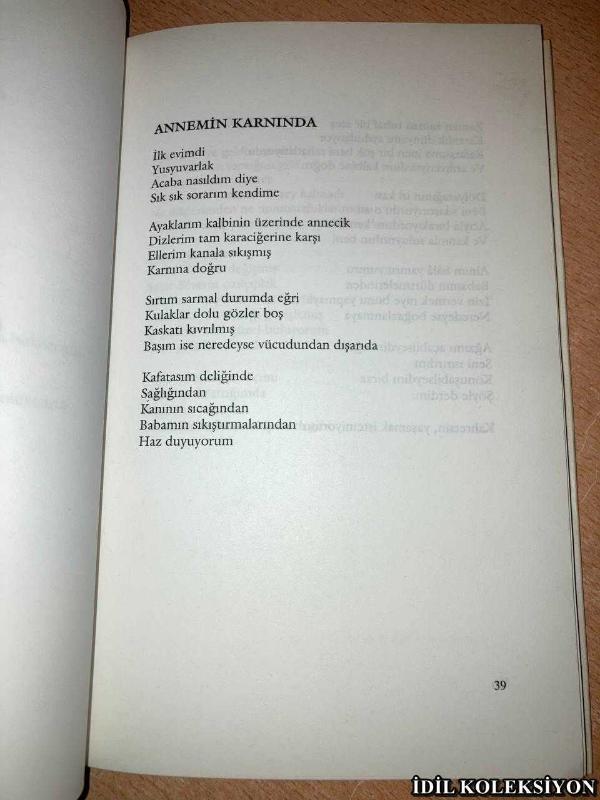 ANNEMİN KARNINDA
İlk evimdi
Yusyuvarlak
Acaba nasıldım diye
Sık sık sorarım kendime
Ayaklarım kalbinin üzerinde annecik
Dizlerim tam karaciğerine karşı
Ellerim kanala sıkışmış
Karnına doğru
Sırtım sarmal durumda eğri
Kulaklar dolu gözler boş
Kaskatı kıvrılmış
Başım ise neredeyse vücudundan dışarıda
Kafatasım deliğinde
Sağlığından
Kanının sıcağından
Babamın sıkıştırmalarından
Haz duyuyorum
39
İDİL KOLEKSİYON